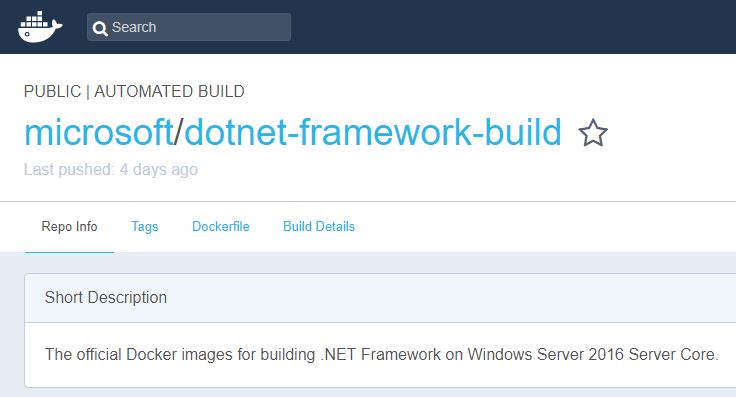 Search
PUBLIC | AUTOMATED BUILD
microsoft/dotnet-framework-build
Last pushed: 4 days ago
Repo Info Tags Dockerfile Build Details
Short Description
The official Docker images for building .NET Framework on Windows Server 2016 Server Core.